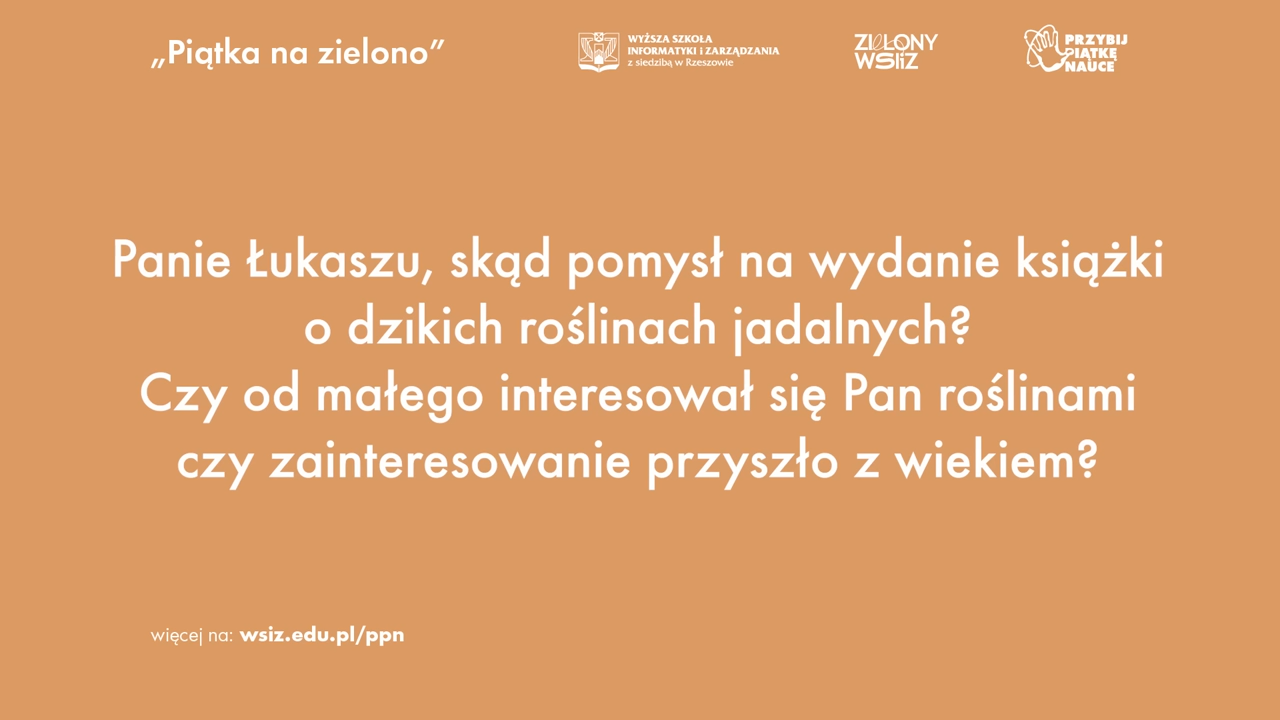 „Piątka na zielono”
WYŻSZA SZKOŁA
INFORMATYKI i ZARZĄDZANIA
z siedzibą w Rzeszowie
ZIELONY
WSIiZ
PRZYBIJ
PIĄTKĘ
NAUCE
Panie Łukaszu, skąd pomysł na wydanie książki
o dzikich roślinach jadalnych?
Czy od małego interesował się Pan roślinami
czy zainteresowanie przyszło z wiekiem?
więcej na: wsiz.edu.pl/ppn